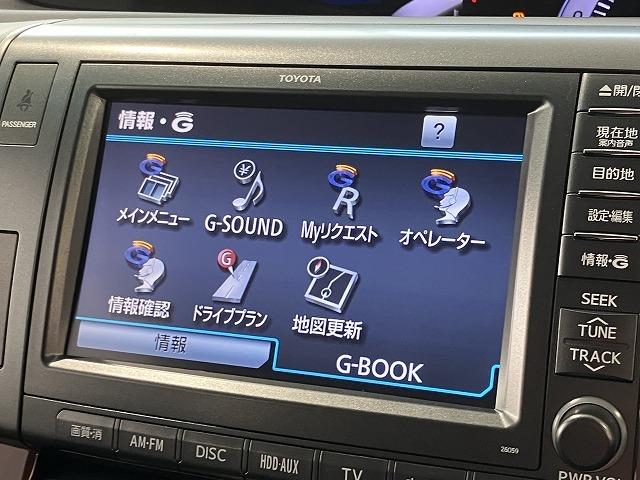 TOYOTA
PASSENGER
情報・G
?
メインメニュー
G-SOUND
Myリクエスト
オペレーター
情報確認
ドライブプラン
地図更新
情報
G-BOOK
開/閉
現在地
案内音声
目的地
設定・編集
情報・G
SEEK
TUNE
TRACK
画質・消
AM・FM
DISC
HDD・AUX
TV
26059
PWR VOL